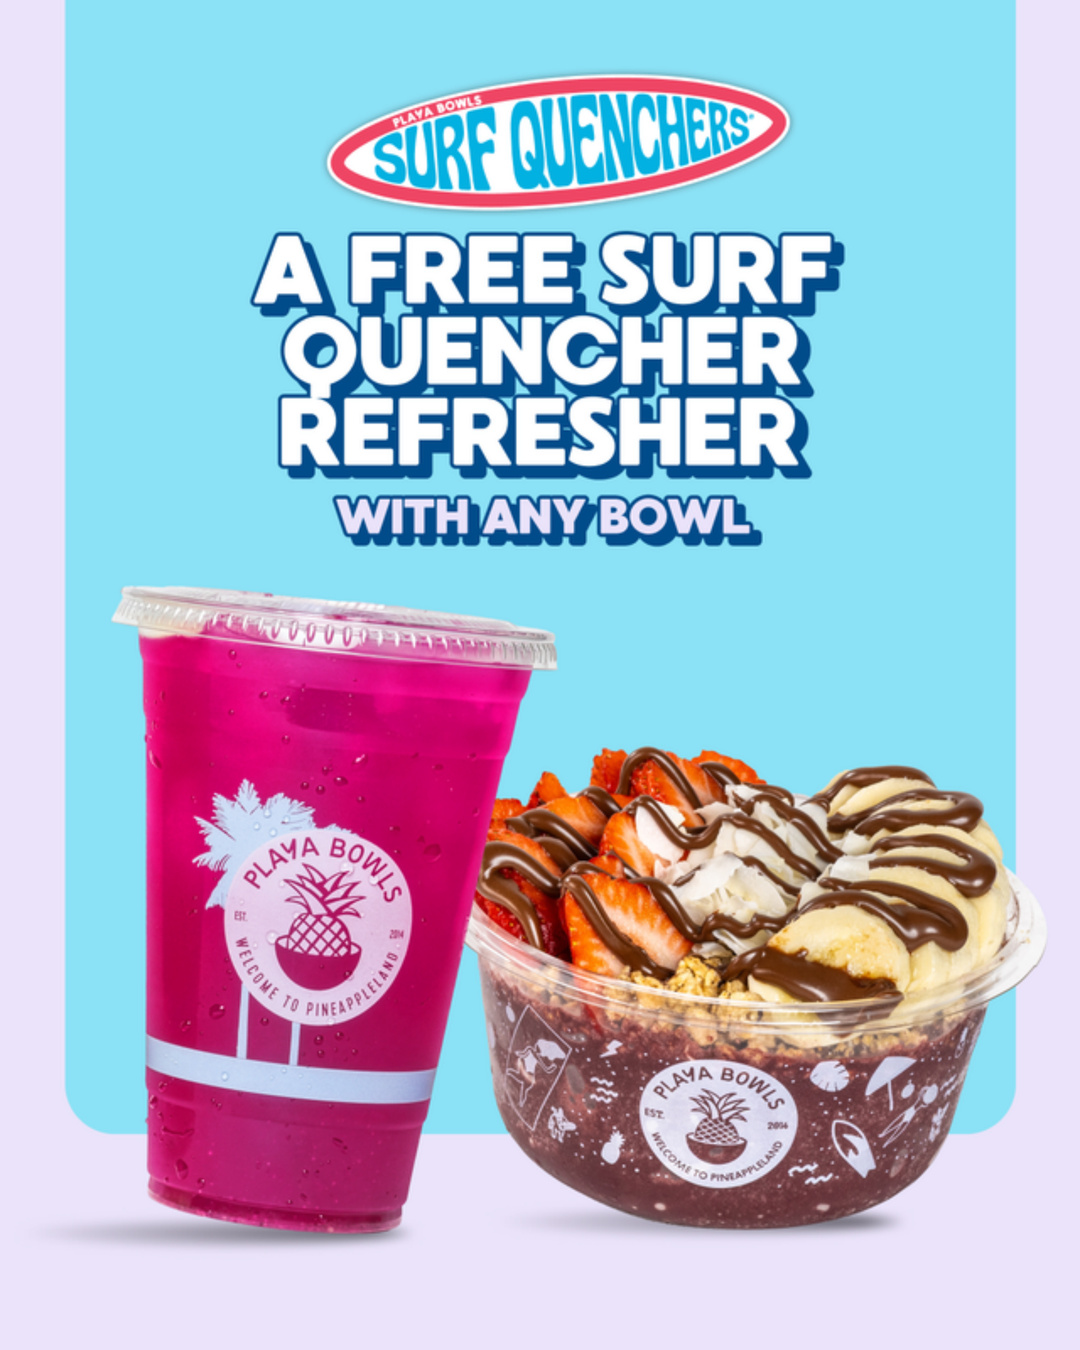 PLAYA BOWLS
SURF QUENCHERS
A FREE SURF
QUENCHER
REFRESHER
WITH ANY BOWL
PLAYA BOWLS
EST. 2014
WELCOME TO PINEAPPLELAND
PLAYA BOWLS
EST. 2014
WELCOME TO PINEAPPLELAND